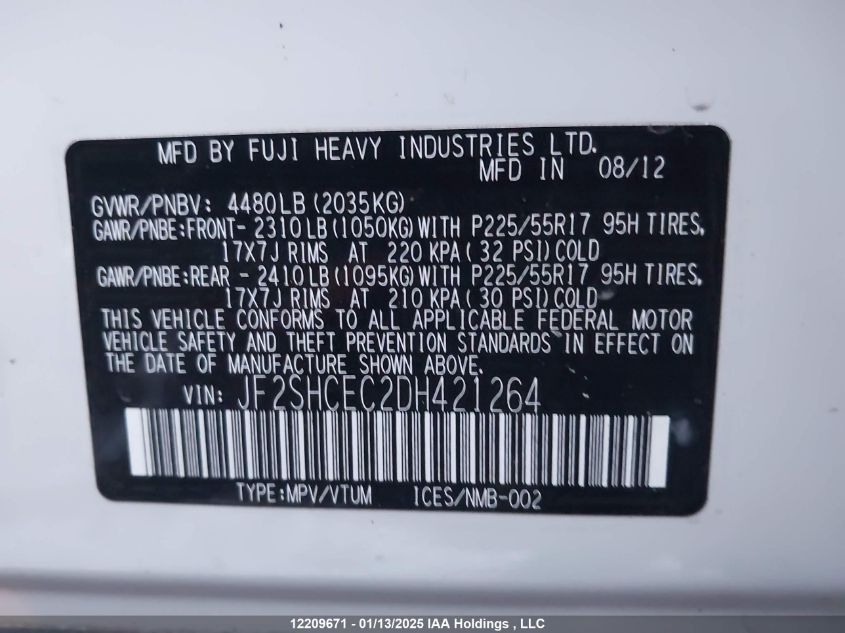 MFD BY FUJI HEAVY INDUSTRIES LTD.
MFD IN 08/12
GVWR/PNBV: 4480LB (2035KG)
GAWR/PNBE:FRONT- 2310LB (1050KG) WITH P225/55R17 95H TIRES,
17X7J RIMS AT 220 KPA ( 32 PSI) COLD
GAWR/PNBE:REAR - 2410LB (1095KG) WITH P225/55R17 95H TIRES,
17X7J RIMS AT 210 KPA ( 30 PSI) COLD
THIS VEHICLE CONFORMS TO ALL APPLICABLE FEDERAL MOTOR
VEHICLE SAFETY AND THEFT PREVENTION STANDARDS IN EFFECT ON
THE DATE OF MANUFACTURE SHOWN ABOVE.
VIN: JF2SHCEC2DH421264
TYPE:MPV/VTUM ICES/NMB-002
12209671 - 01/13/2025 IAA Holdings , LLC